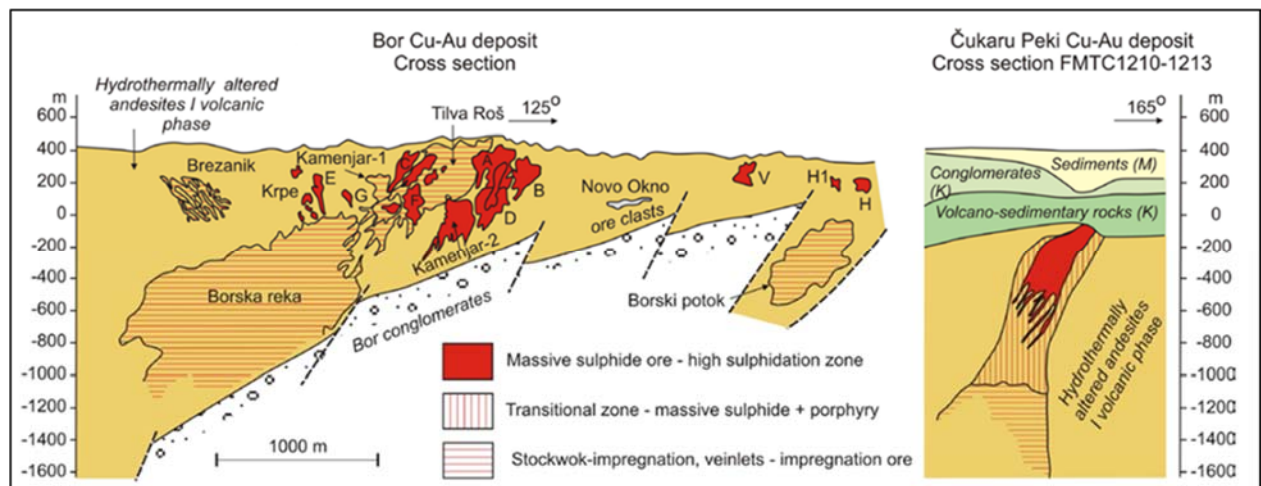 Bor Cu-Au deposit
Cross section
Čukaru Peki Cu-Au deposit
Cross section FMTC1210-1213
Hydrothermally altered
andesites I volcanic
phase
m
600
400
200
0
-200
-400
-600
-800
-1000
-1200
-1400
-1600
Tilva Roš
125⁰
Brezanik
Kamenjar-1
Krpe
E
G
C
F
A
B
D
Kamenjar-2
Novo Okno
ore clasts
V
H1
H
Borska reka
Bor conglomerates
Borski potok
1000 m
Massive sulphide ore - high sulphidation zone
Transitional zone - massive sulphide + porphyry
Stockwok-impregnation, veinlets - impregnation ore
165⁰
m
600
400
200
0
-200
-400
-600
-800
-1000
-1200
-1400
-1600
Sediments (M)
Conglomerates
(K)
Volcano-sedimentary rocks (K)
Hydrothermally
altered andesites
I volcanic phase